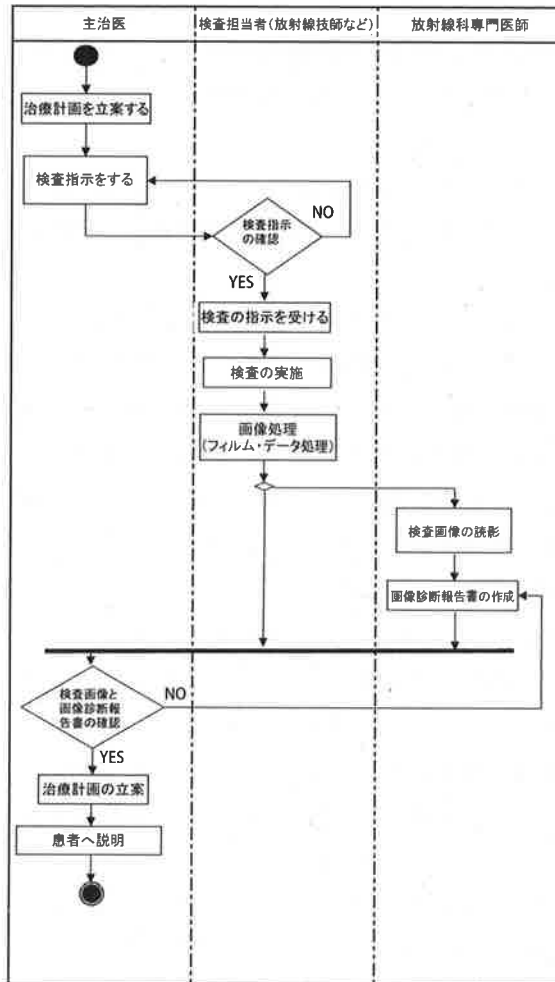 主治医
検査担当者(放射線技師など)
放射線科専門医師
治療計画を立案する
検査指示をする
NO
検査指示
の確認
YES
検査の指示を受ける
検査の実施
画像処理
(フィルム・データ処理)
検査画像の読影
画像診断報告書の作成
検査画像と
画像診断報
告書の確認
NO
YES
治療計画の立案
患者へ説明